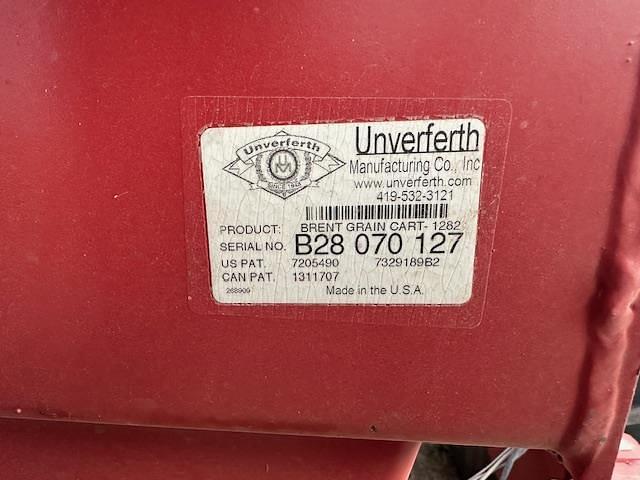 Unverferth
UM
SINCE 1948
Unverferth
Manufacturing Co., Inc
www.unverferth.com
419-532-3121
PRODUCT: BRENT GRAIN CART- 1282
SERIAL NO. B28 070 127
US PAT. 7205490 7329189B2
CAN PAT. 1311707
268909 Made in the U.S.A.